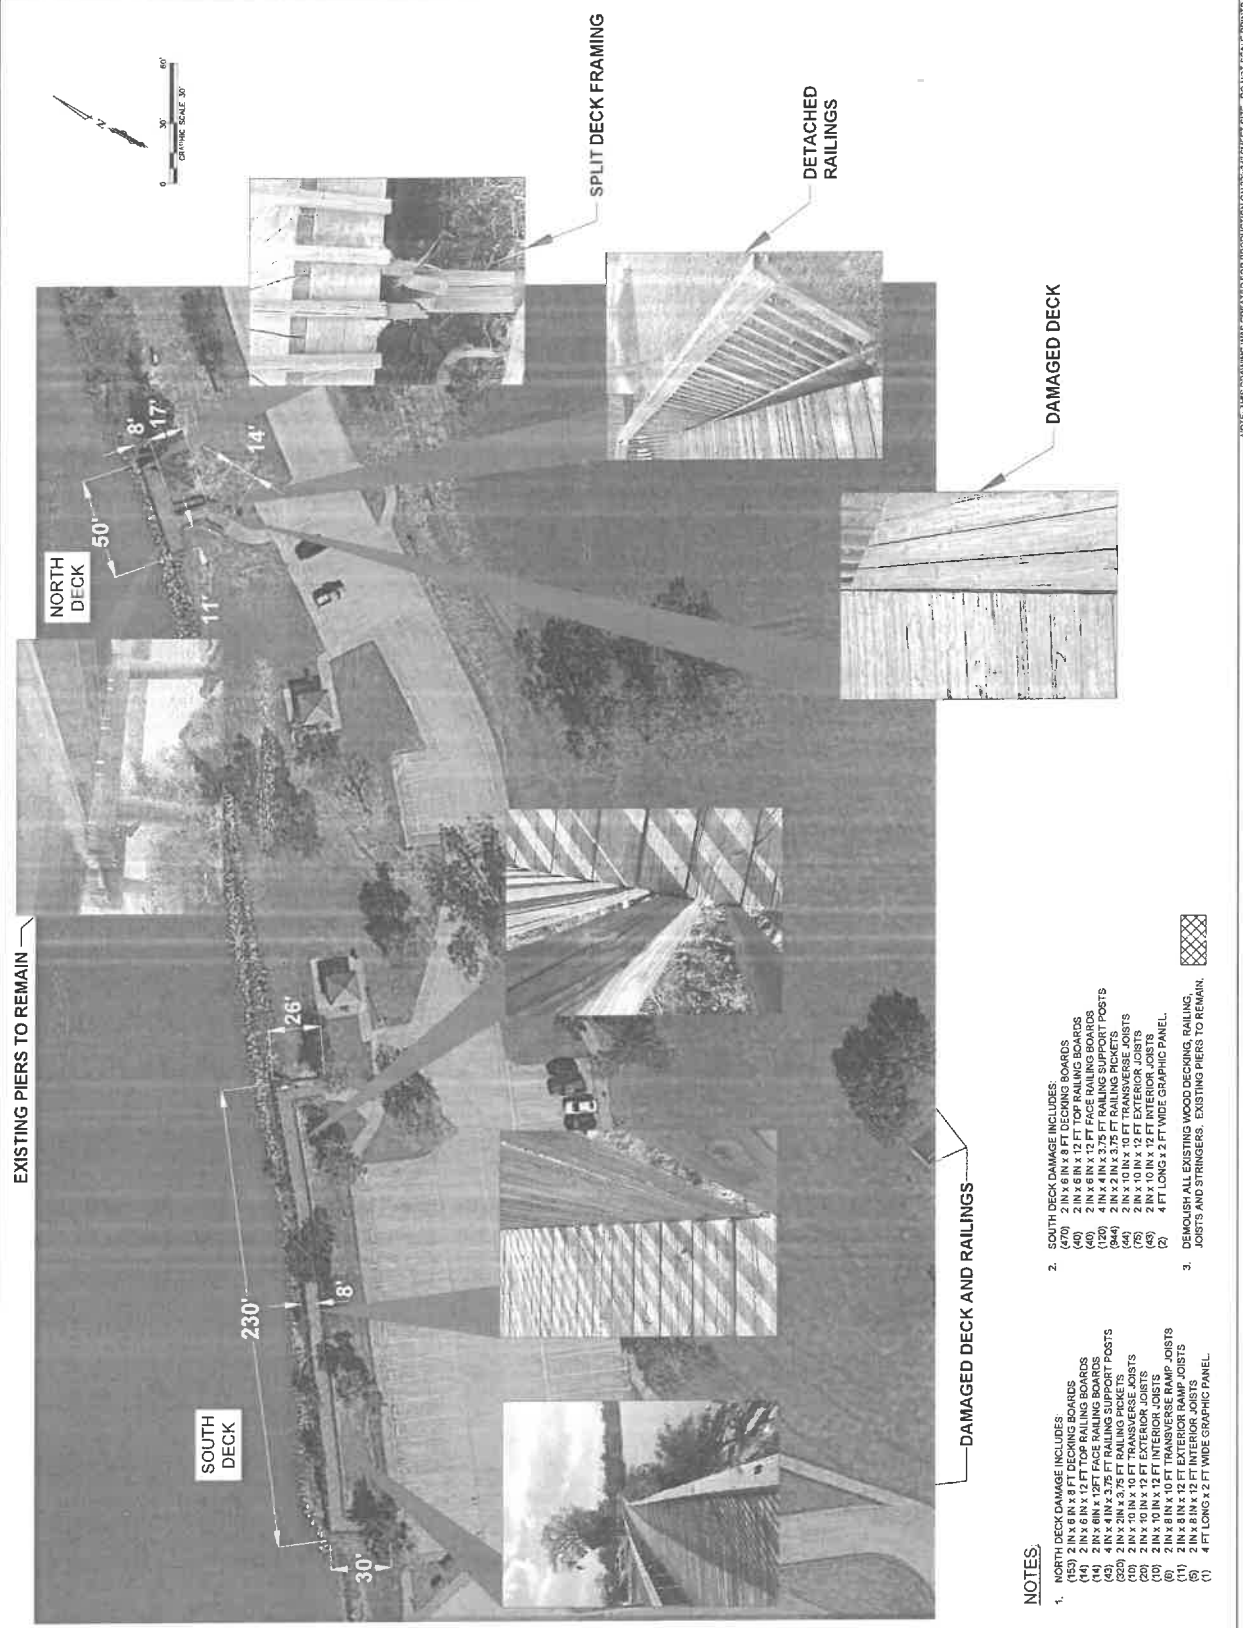 EXISTING PIERS TO REMAIN
N
0 30' 60'
GRAPHIC SCALE 30'
NORTH
DECK
50'
8'
17'
14'
11'
SPLIT DECK FRAMING
DETACHED
RAILINGS
DAMAGED DECK
SOUTH
DECK
230'
26'
8'
30'
DAMAGED DECK AND RAILINGS
NOTES:
1. NORTH DECK DAMAGE INCLUDES:
(153) 2 IN x 6 IN x 8 FT DECKING BOARDS
(14) 2 IN x 6 IN x 12 FT TOP RAILING BOARDS
(14) 2 IN x 6IN x 12FT FACE RAILING BOARDS
(43) 4 IN x 4 IN x 3.75 FT RAILING SUPPORT POSTS
(320) 2 IN x 2IN x 3.75 FT RAILING PICKETS
(10) 2 IN x 10 IN x 10 FT TRANSVERSE JOISTS
(20) 2 IN x 10 IN x 12 FT EXTERIOR JOISTS
(10) 2 IN x 10 IN x 12 FT INTERIOR JOISTS
(6) 2 IN x 8 IN x 10 FT TRANSVERSE RAMP JOISTS
(11) 2 IN x 8 IN x 12 FT EXTERIOR RAMP JOISTS
(5) 2 IN x 8 IN x 12 FT INTERIOR JOISTS
(1) 4 FT LONG x 2 FT WIDE GRAPHIC PANEL.
2. SOUTH DECK DAMAGE INCLUDES:
(470) 2 IN x 6 IN x 8 FT DECKING BOARDS
(40) 2 IN x 6 IN x 12 FT TOP RAILING BOARDS
(40) 2 IN x 6 IN x 12 FT FACE RAILING BOARDS
(120) 4 IN x 4 IN x 3.75 FT RAILING SUPPORT POSTS
(944) 2 IN x 2 IN x 3.75 FT RAILING PICKETS
(44) 2 IN x 10 IN x 10 FT TRANSVERSE JOISTS
(75) 2 IN x 10 IN x 12 FT EXTERIOR JOISTS
(43) 2 IN x 10 IN x 12 FT INTERIOR JOISTS
(2) 4 FT LONG x 2 FT WIDE GRAPHIC PANEL.
3. DEMOLISH ALL EXISTING WOOD DECKING, RAILING,
JOISTS AND STRINGERS. EXISTING PIERS TO REMAIN.